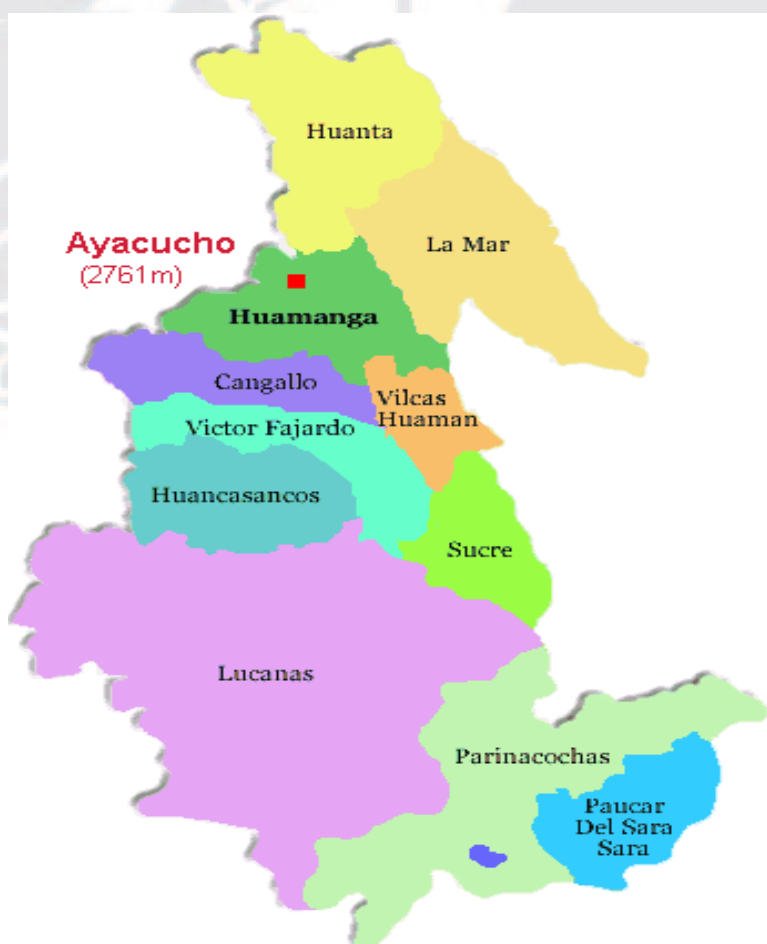 Huanta
La Mar
Ayacucho
(2761m)
Huamanga
Cangallo
Vilcas
Huaman
Victor Fajardo
Huancasancos
Sucre
Lucanas
Parinacochas
Paucar
Del Sara
Sara